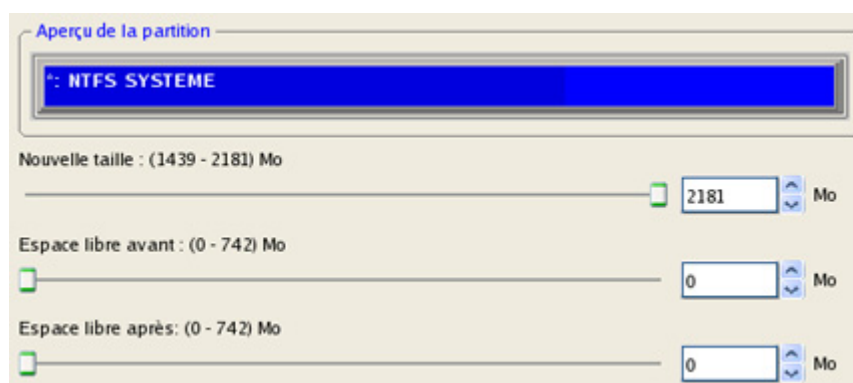 Aperçu de la partition
*: NTFS SYSTEME
Nouvelle taille : (1439 - 2181) Mo
2181 Mo
Espace libre avant : (0 - 742) Mo
0 Mo
Espace libre après: (0 - 742) Mo
0 Mo